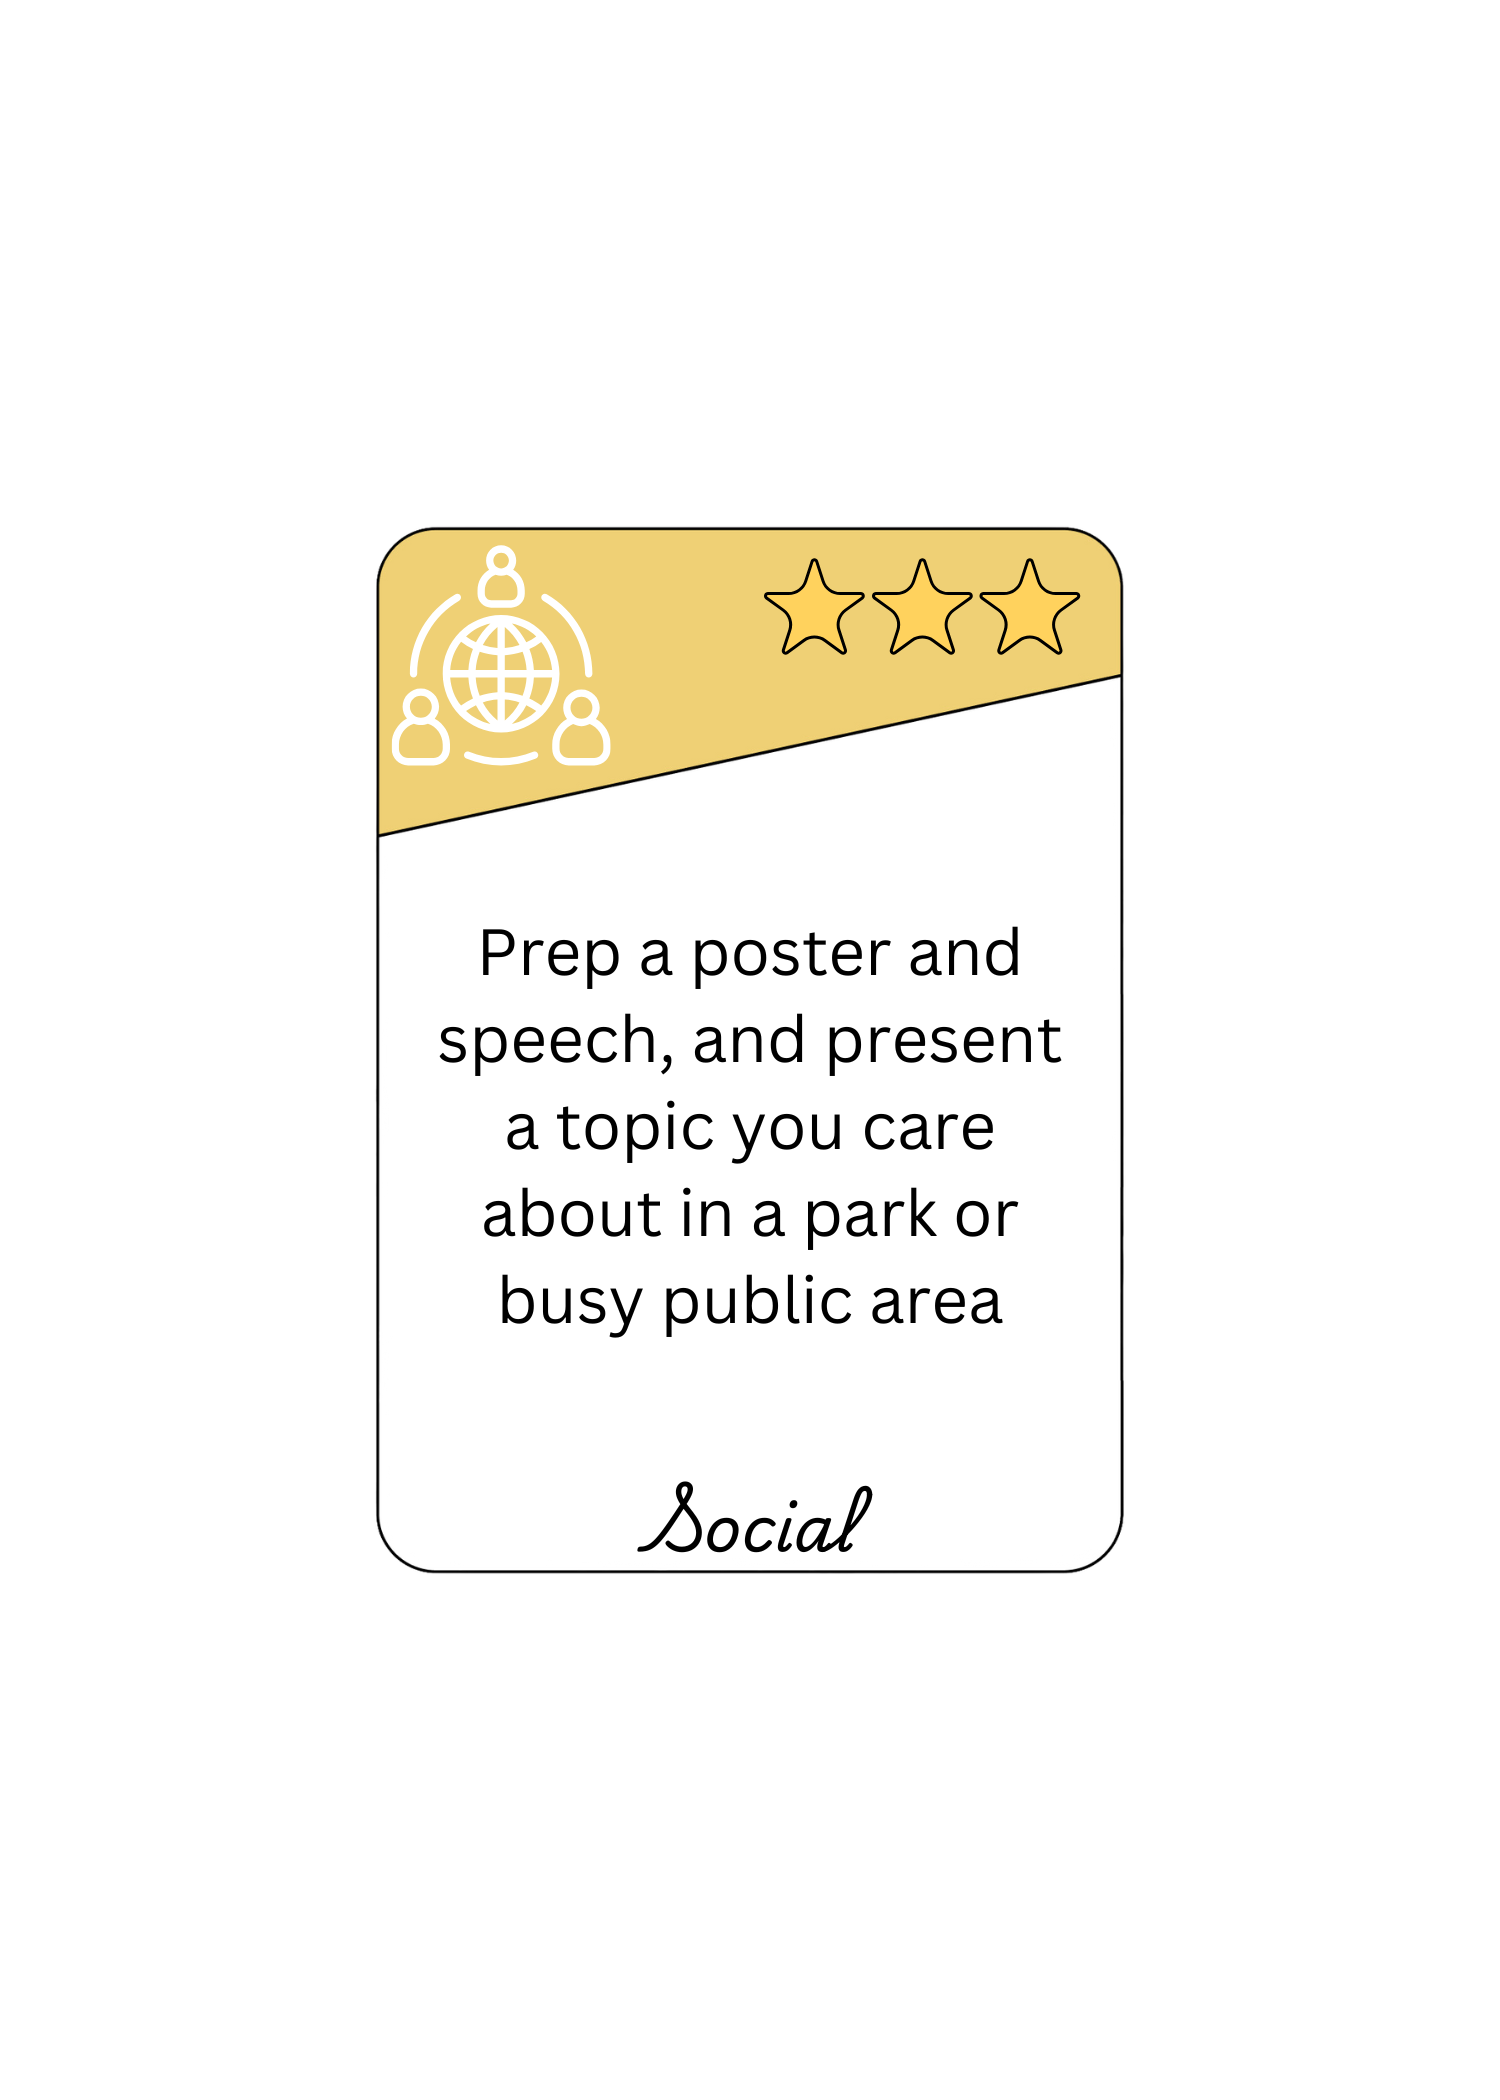 Prep a poster and
speech, and present
a topic you care
about in a park or
busy public area
Social